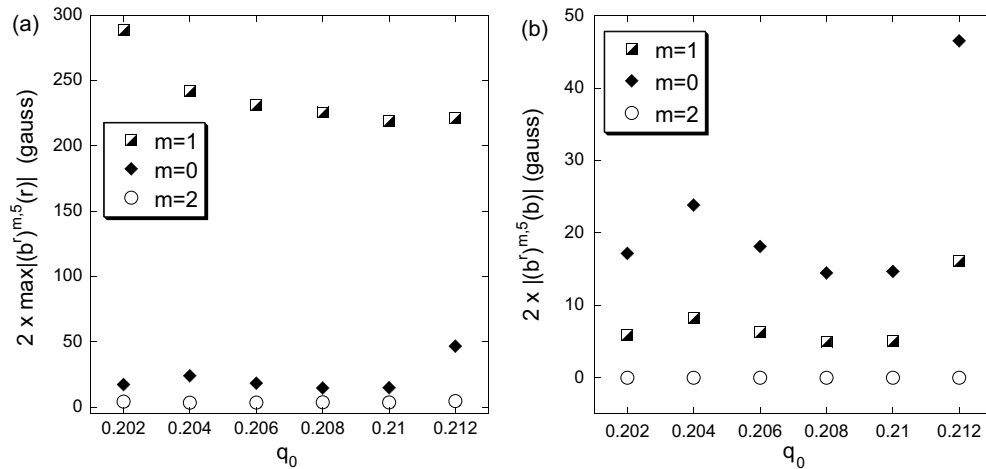 (a)
300
250
200
150
100
50
0
2 x max|(b^r)^m,5(r)| (gauss)
m=1
m=0
m=2
0.202 0.204 0.206 0.208 0.21 0.212
q_0
(b)
50
40
30
20
10
0
2 x |(b^r)^m,5(b)| (gauss)
m=1
m=0
m=2
0.202 0.204 0.206 0.208 0.21 0.212
q_0